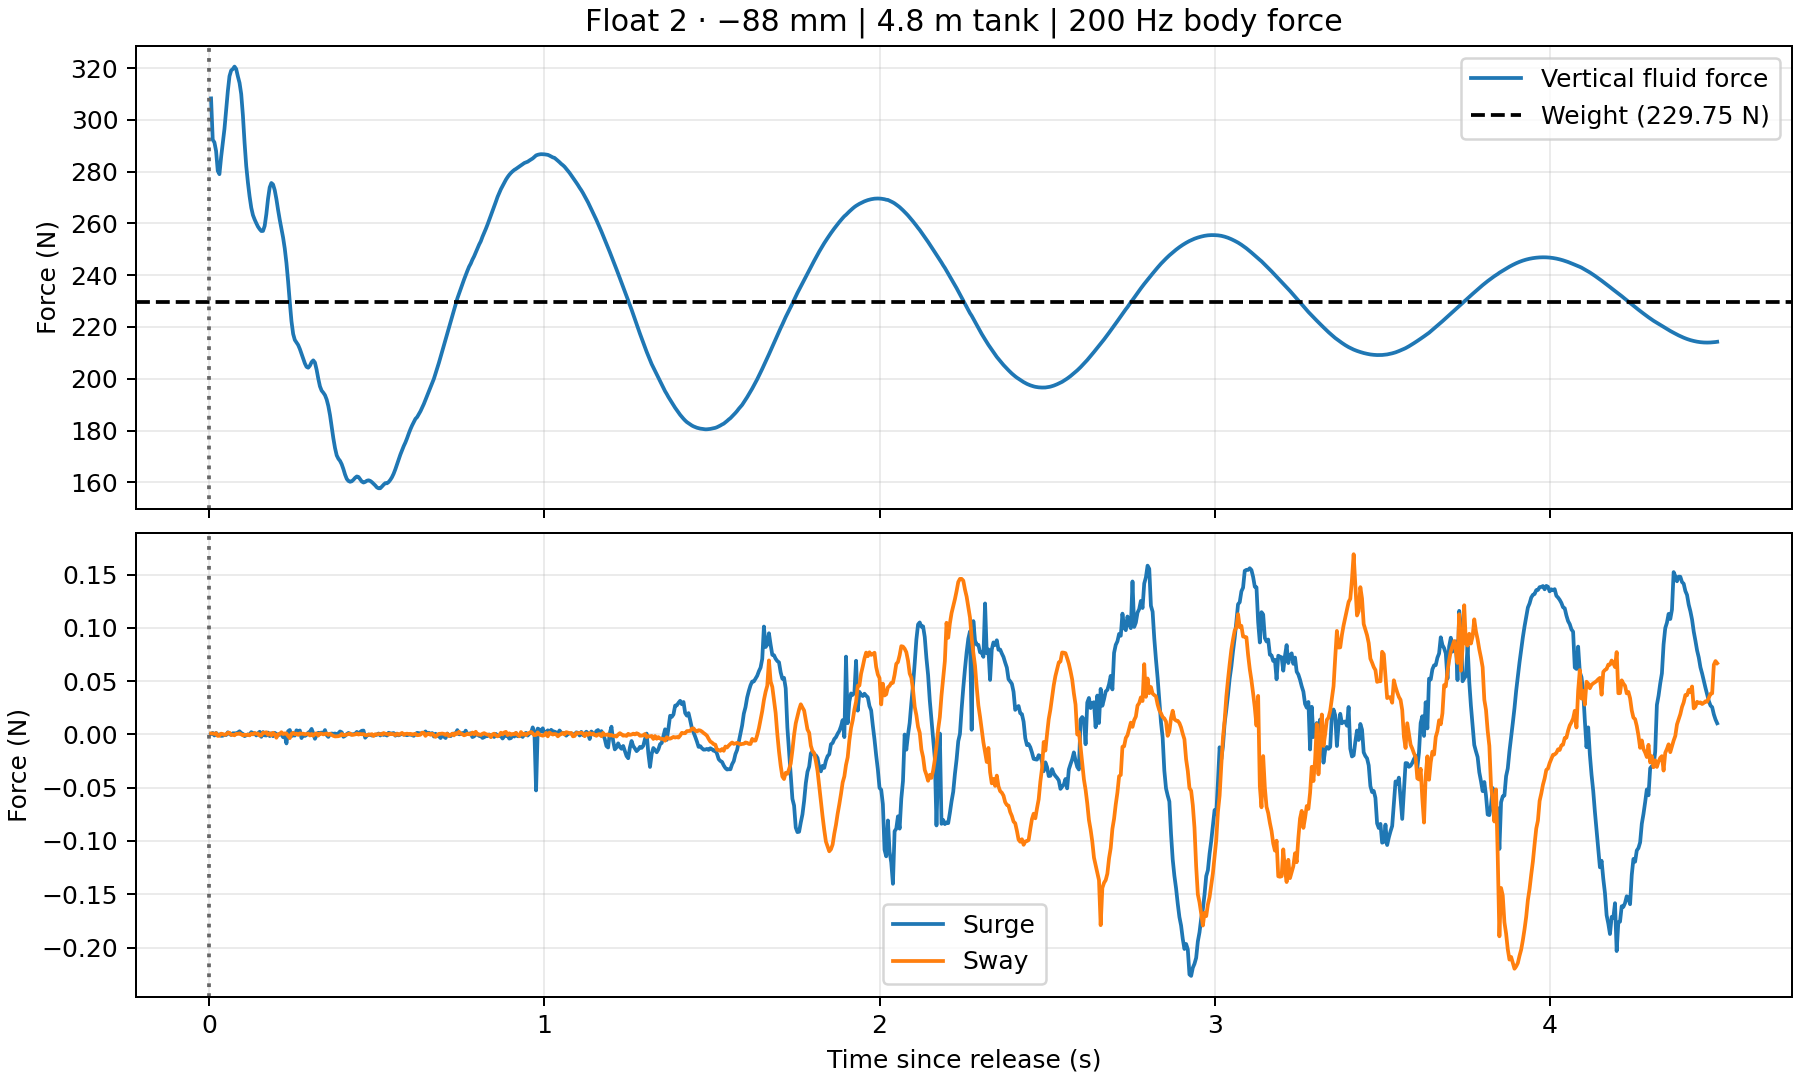 Float 2 · −88 mm | 4.8 m tank | 200 Hz body force
Force (N)
320
300
280
260
240
220
200
180
160
Vertical fluid force
Weight (229.75 N)
Force (N)
0.15
0.10
0.05
0.00
−0.05
−0.10
−0.15
−0.20
Surge
Sway
0 1 2 3 4
Time since release (s)